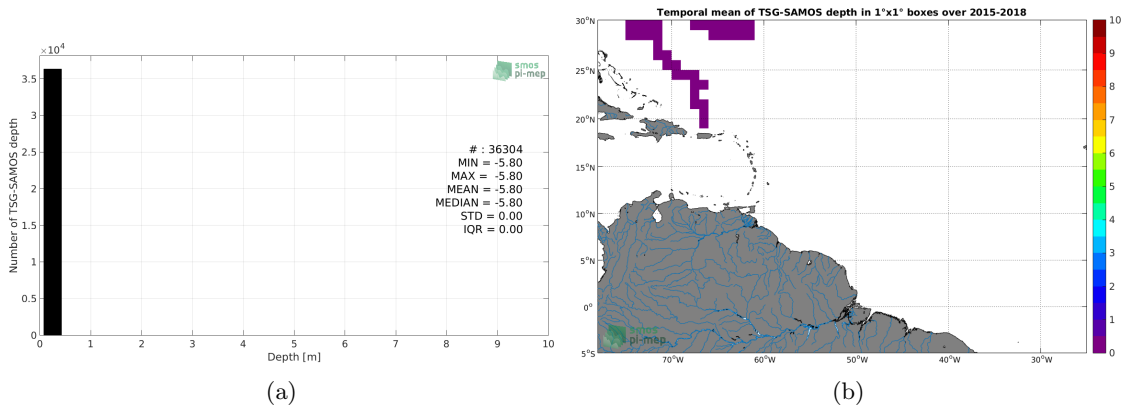 ×10⁴
3.5
3
2.5
2
1.5
1
0.5
0
Number of TSG-SAMOS depth
smos
pi-mep
# : 36304
MIN = -5.80
MAX = -5.80
MEAN = -5.80
MEDIAN = -5.80
STD = 0.00
IQR = 0.00
0 1 2 3 4 5 6 7 8 9 10
Depth [m]
(a)
Temporal mean of TSG-SAMOS depth in 1°x1° boxes over 2015-2018
30°N
25°N
20°N
15°N
10°N
5°N
0°
5°S
70°W 60°W 50°W 40°W 30°W
smos
pi-mep
10
9
8
7
6
5
4
3
2
1
0
(b)